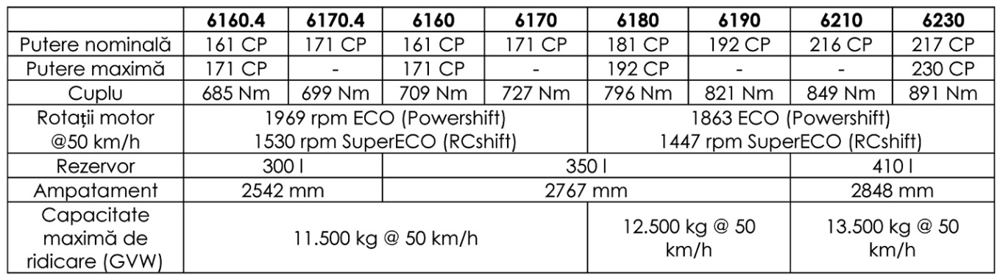 6160.4 6170.4 6160 6170 6180 6190 6210 6230
Putere nominală 161 CP 171 CP 161 CP 171 CP 181 CP 192 CP 216 CP 217 CP
Putere maximă 171 CP - 171 CP - 192 CP - - 230 CP
Cuplu 685 Nm 699 Nm 709 Nm 727 Nm 796 Nm 821 Nm 849 Nm 891 Nm
Rotații motor 1969 rpm ECO (Powershift) 1863 ECO (Powershift)
@50 km/h 1530 rpm SuperECO (RCshift) 1447 rpm SuperECO (RCshift)
Rezervor 300 l 350 l 410 l
Ampatament 2542 mm 2767 mm 2848 mm
Capacitate
maximă de
ridicare (GVW)
11.500 kg @ 50 km/h
12.500 kg @ 50
km/h
13.500 kg @ 50
km/h